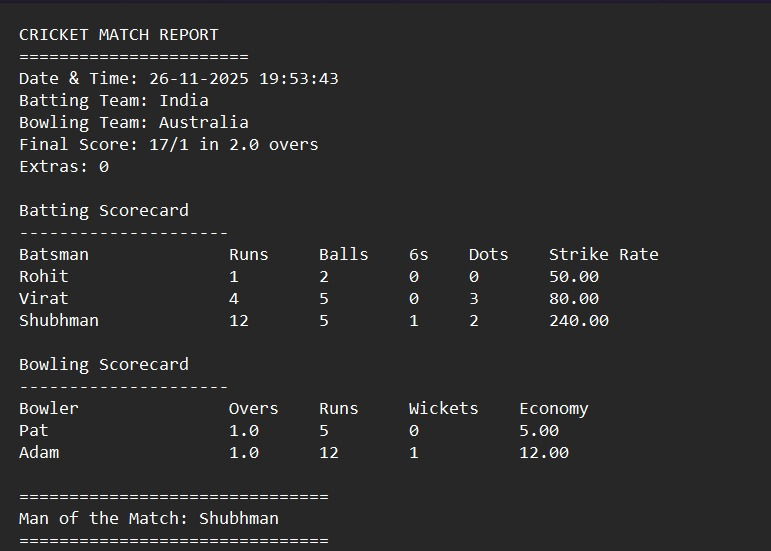 CRICKET MATCH REPORT
=======================
Date & Time: 26-11-2025 19:53:43
Batting Team: India
Bowling Team: Australia
Final Score: 17/1 in 2.0 overs
Extras: 0
Batting Scorecard
---------------------
Batsman Runs Balls 6s Dots Strike Rate
Rohit 1 2 0 0 50.00
Virat 4 5 0 3 80.00
Shubhman 12 5 1 2 240.00
Bowling Scorecard
---------------------
Bowler Overs Runs Wickets Economy
Pat 1.0 5 0 5.00
Adam 1.0 12 1 12.00
===============================
Man of the Match: Shubhman
===============================